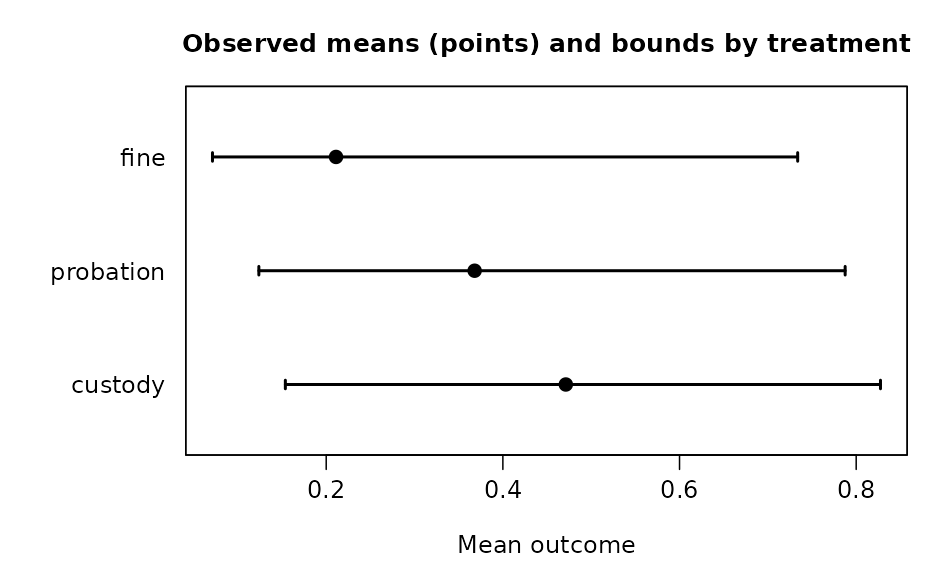 Observed means (points) and bounds by treatment
fine
probation
custody
0.2 0.4 0.6 0.8
Mean outcome